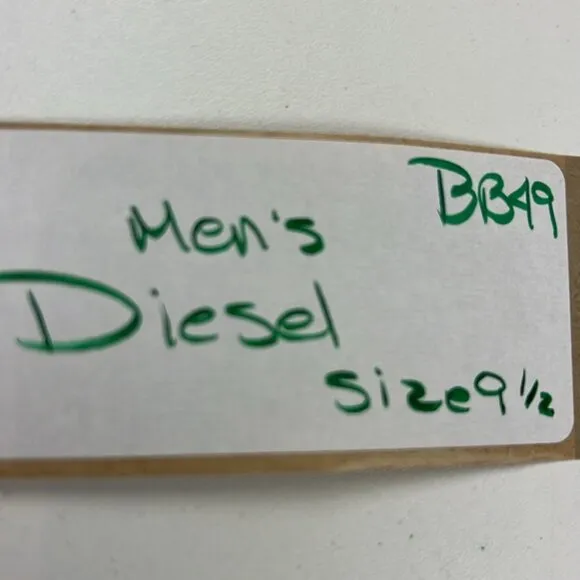 BB49
Men's
Diesel
Size 9 1/2